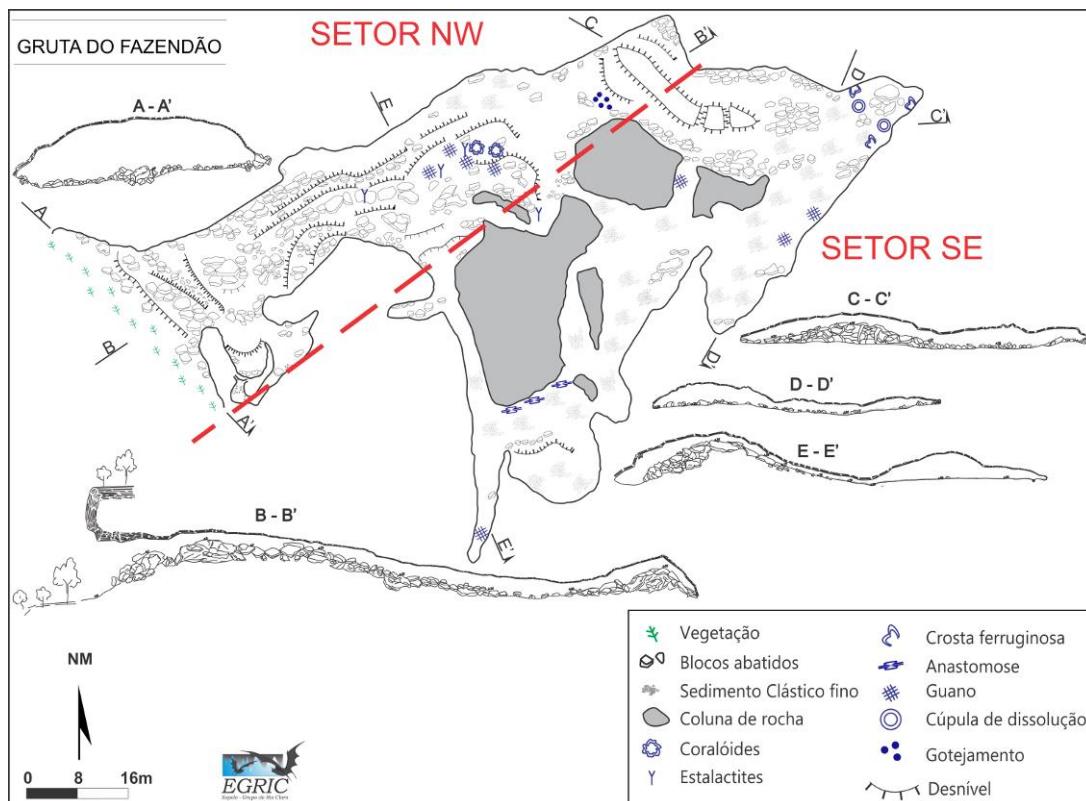 GRUTA DO FAZENDÃO
SETOR NW
C
B'
D
C'
E
A - A'
A
SETOR SE
C - C'
B
D'
D - D'
A'
E - E'
B - B'
E'
NM
0 8 16m
EGRIC
Vegetação
Blocos abatidos
Sedimento Clástico fino
Coluna de rocha
Coralóides
Estalactites
Crosta ferruginosa
Anastomose
Guano
Cúpula de dissolução
Gotejamento
Desnível